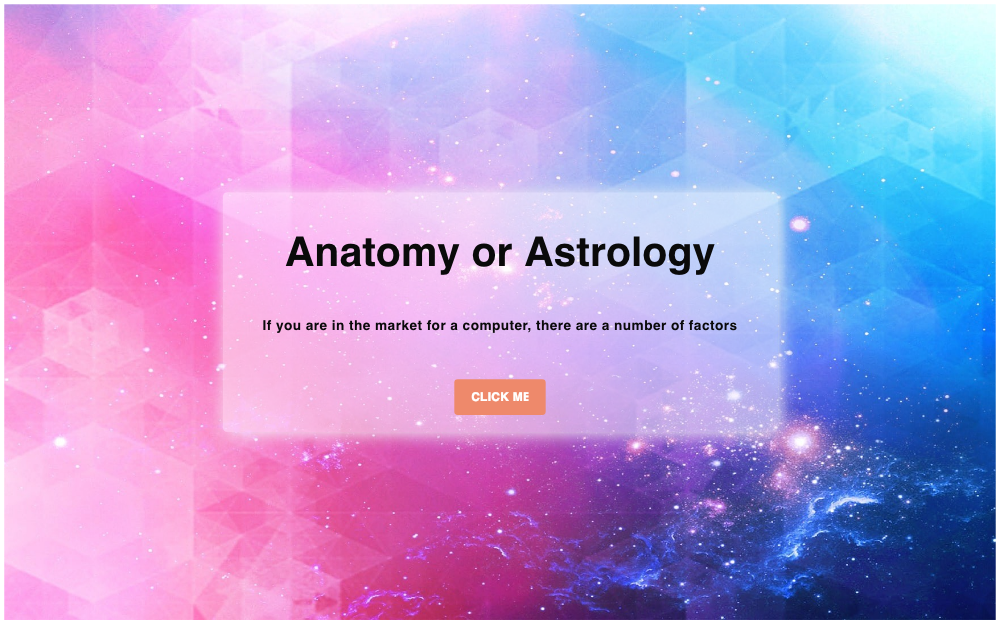 Anatomy or Astrology
If you are in the market for a computer, there are a number of factors
CLICK ME